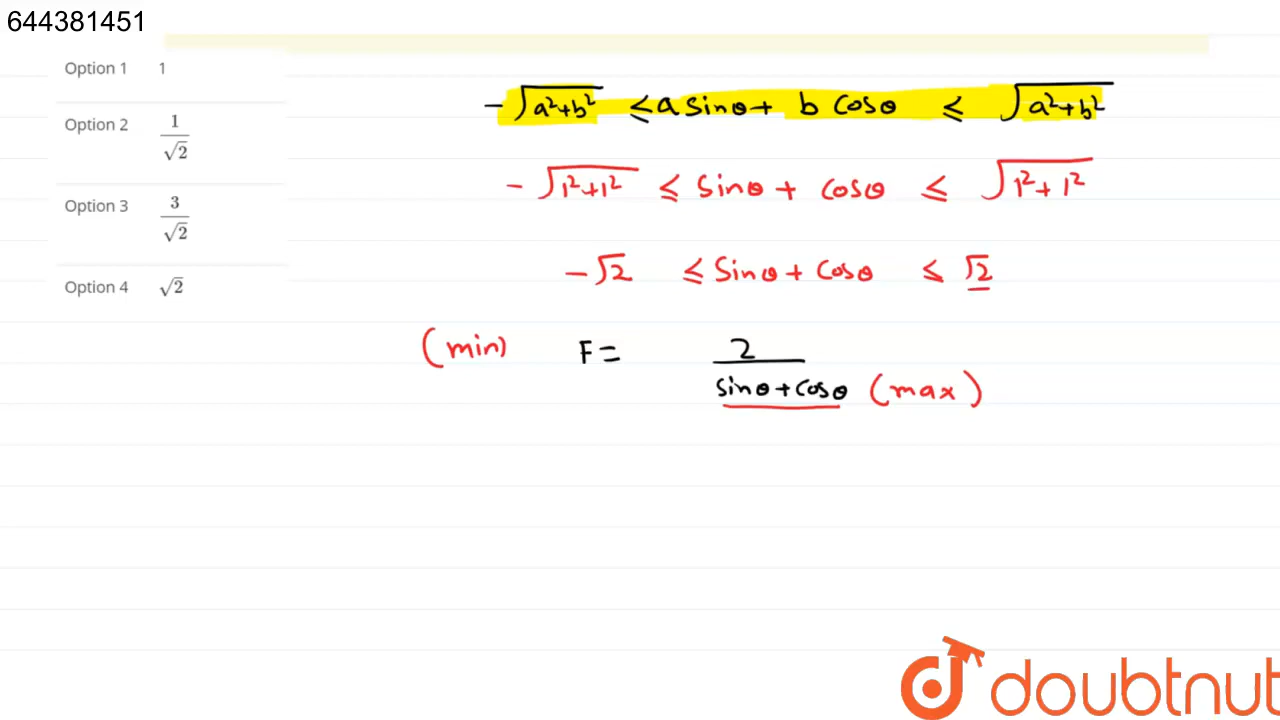 644381451
Option 1 1
Option 2 1/√2
Option 3 3/√2
Option 4 √2
-√a²+b² ≤ a sinθ + b cosθ ≤ √a²+b²
-√1²+1² ≤ sinθ + cosθ ≤ √1²+1²
-√2 ≤ sinθ + cosθ ≤ √2
(min) F = 2/sinθ+cosθ (max)
doubtnut